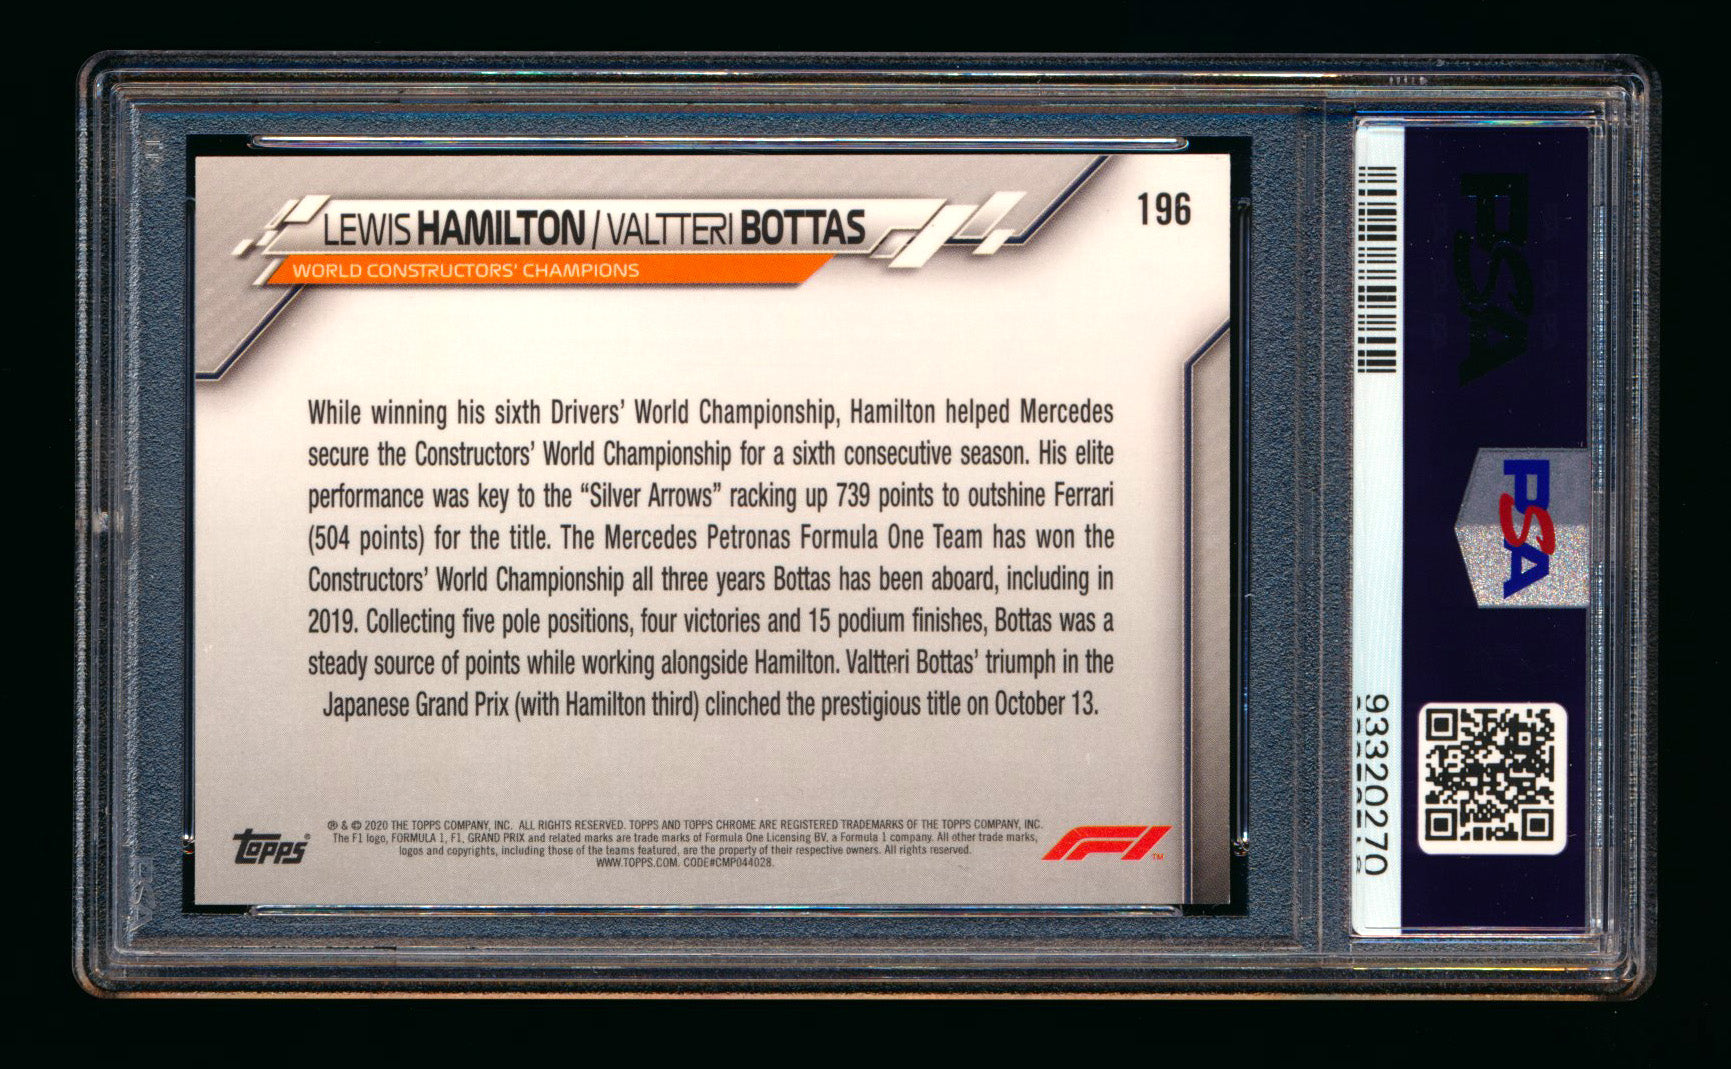 196
LEWIS HAMILTON / VALTTERI BOTTAS
WORLD CONSTRUCTORS' CHAMPIONS
While winning his sixth Drivers' World Championship, Hamilton helped Mercedes
secure the Constructors' World Championship for a sixth consecutive season. His elite
performance was key to the “Silver Arrows” racking up 739 points to outshine Ferrari
(504 points) for the title. The Mercedes Petronas Formula One Team has won the
Constructors' World Championship all three years Bottas has been aboard, including in
2019. Collecting five pole positions, four victories and 15 podium finishes, Bottas was a
steady source of points while working alongside Hamilton. Valtteri Bottas' triumph in the
Japanese Grand Prix (with Hamilton third) clinched the prestigious title on October 13.
® & © 2020 THE TOPPS COMPANY, INC. ALL RIGHTS RESERVED. TOPPS AND TOPPS CHROME ARE REGISTERED TRADEMARKS OF THE TOPPS COMPANY, INC.
The F1 logo, FORMULA 1, F1, GRAND PRIX and related marks are trade marks of Formula One Licensing BV, a Formula 1 company. All other trade marks,
logos and copyrights, including those of the teams featured, are the property of their respective owners. All rights reserved.
WWW.TOPPS.COM. CODE#CMP044028.
topps®
F1™
PSA
PSA
93320270